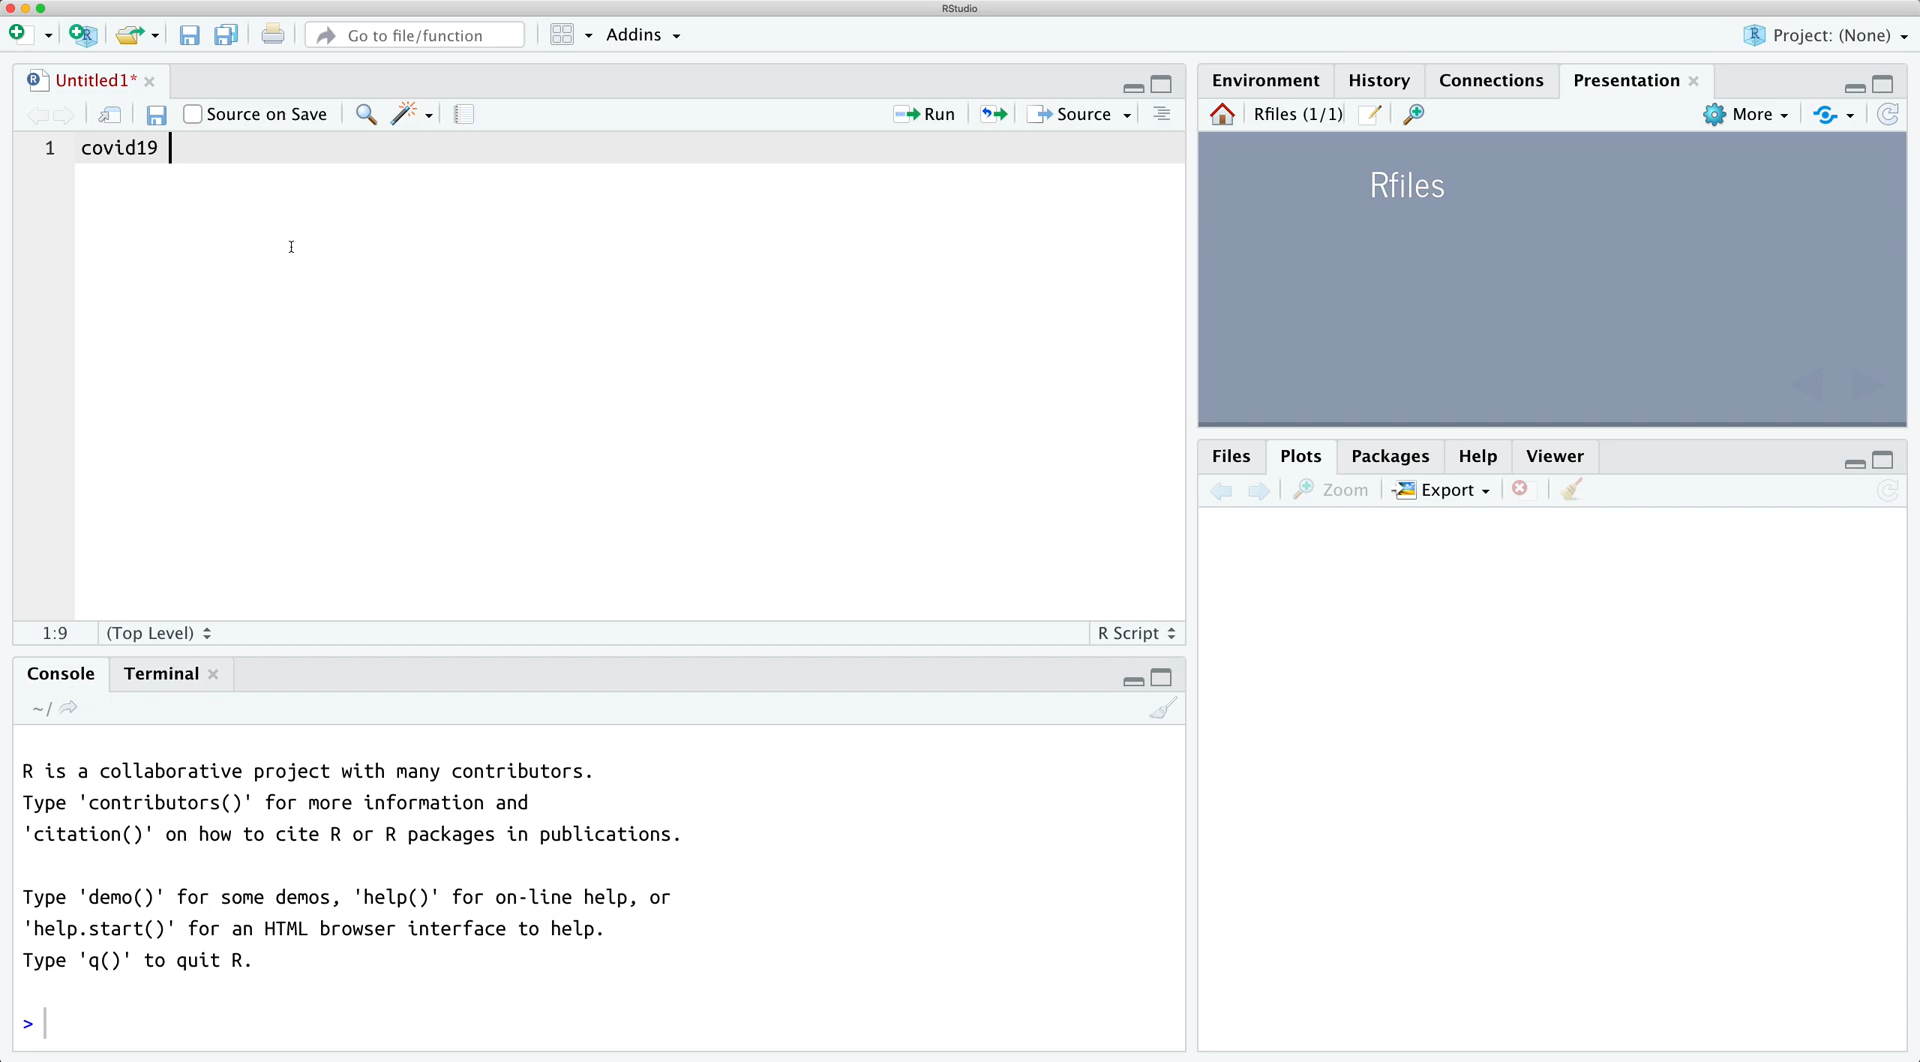 RStudio
Go to file/function
Addins
Project: (None)
Untitled1*
Source on Save
Run
Source
1 covid19
1:9
(Top Level)
R Script
Console
Terminal
~/
R is a collaborative project with many contributors.
Type 'contributors()' for more information and
'citation()' on how to cite R or R packages in publications.
Type 'demo()' for some demos, 'help()' for on-line help, or
'help.start()' for an HTML browser interface to help.
Type 'q()' to quit R.
>
Environment
History
Connections
Presentation
Rfiles (1/1)
More
Rfiles
Files
Plots
Packages
Help
Viewer
Zoom
Export